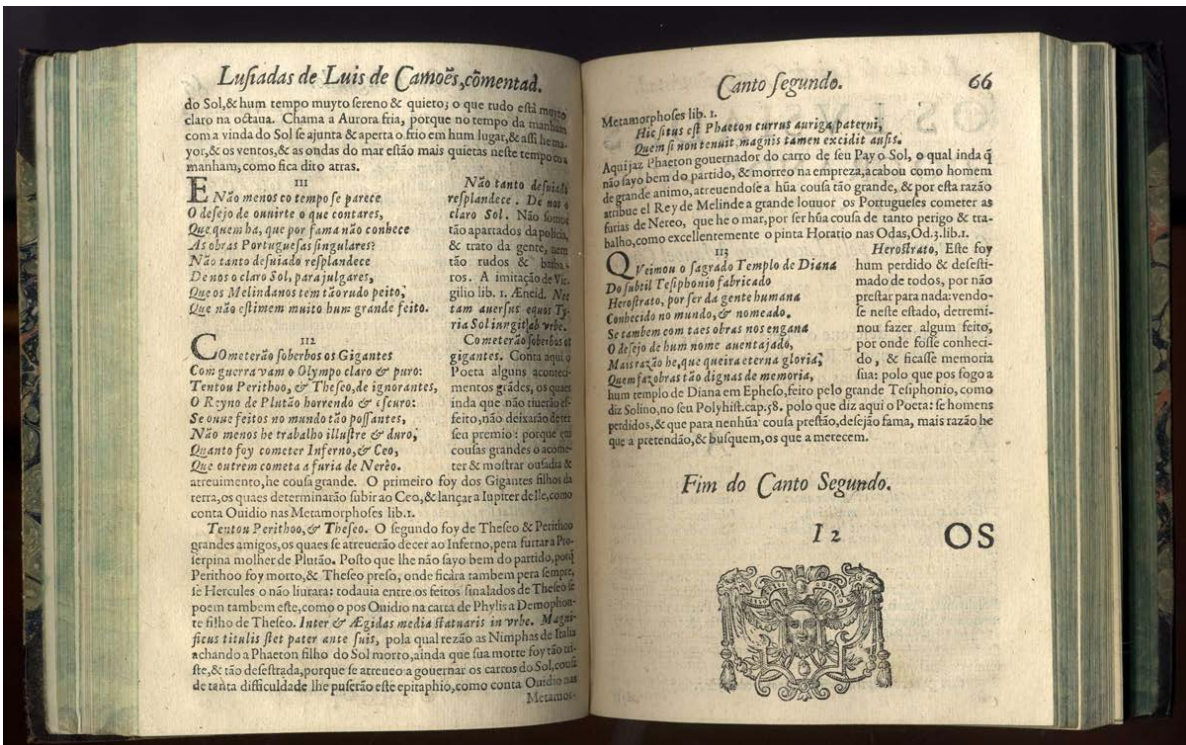 Lusiadas de Luis de Camoẽs, cõmentad.
do Sol, & hum tempo muyto sereno & quieto; o que tudo està muyto
claro na octaua. Chama a Aurora fria, porque no tempo da manham
com a vinda do Sol se ajunta & aperta o frio em hum lugar, & assi he ma
yor, & os ventos, & as ondas do mar estão mais quietas neste tempo da
manham, como fica dito atras.
III
E Não menos co tempo se parece
O desejo de ouuirte o que contares,
Que quem ha, que por fama não conhece
As obras Portuguesas singulares?
Não tanto desuiado resplandece
De nos o claro Sol, para julgares,
Que os Melindanos tem tão rudo peito,
Que não estimem muito hum grande feito.
112
COmeterão soberbos os Gigantes
Com guerra vam o Olympo claro & puro:
Tentou Perithoo, & Theseo, de ignorantes,
O Reyno de Plutão horrendo & escuro:
Se ouue feitos no mundo tão possantes,
Não menos he trabalho illustre & duro,
Quanto foy cometer Inferno, & Ceo,
Que outrem cometa a furia de Nerèo.
Não tanto desuiado
resplandece. De nos o
claro Sol. Não somos
tão apartados da policia,
& trato da gente, nem
tão rudos & barba-
ros. A imitação de Vir
gilio lib. 1. Æneid. Nec
tam auersus equos Ty-
ria Sol iungit ab vrbe.
Cometerão soberbos os
gigantes. Conta aqui o
Poeta alguns aconteci-
mentos grãdes, os quaes
inda que não tiuerão ef-
feito, não deixarão de ter
seu premio: porque em
cousas grandes o acome-
ter & mostrar ousadia &
atreuimento, he cousa grande. O primeiro foy dos Gigantes filhos da
terra, os quaes determinarão subir ao Ceo, & lançar a Iupiter delle, como
conta Ouidio nas Metamorphoses lib.1.
Tentou Perithoo, & Theseo. O segundo foy de Theseo & Perithoo
grandes amigos, os quaes se atreuerão decer ao Inferno, pera furtar a Pro-
serpina molher de Plutão. Posto que lhe não sayo bem do partido, porq̃
Perithoo foy morto, & Theseo preso, onde ficàra tambem pera sempre,
se Hercules o não liurara: todauia entre os feitos sinalados de Theseo se
poem tambem este, como o pos Ouidio na carta de Phylis a Demophon-
te filho de Theseo. Inter & Ægidas media statuaris in vrbe. Magni-
ficus titulis stet pater ante suis, pola qual rezão as Nimphas de Italia
achando a Phaeton filho do Sol morto, ainda que sua morte foy tão tri-
ste, & tão desestrada, porque se atreueo a gouernar os carros do Sol, cousa
de tanta difficuldade lhe puserão este epitaphio, como conta Ouidio nas
Metamor-
Canto segundo.
66
Metamorphoses lib. 1.
Hic situs est Phaeton currus auriga paterni,
Quem si non tenuit, magnis tamen excidit ausis.
Aqui jaz Phaeton gouernador do carro de seu Pay o Sol, o qual inda q̃
não sayo bem do partido, & morreo na empreza, acabou como homem
de grande animo, atreuendose a hũa cousa tão grande, & por esta razão
atribue el Rey de Melinde a grande louuor os Portugueses cometer as
furias de Nereo, que he o mar, por ser hũa cousa de tanto perigo & tra-
balho, como excellentemente o pinta Horatio nas Odas, Od.3.lib.1.
113
QVeimou o sagrado Templo de Diana
Do subtil Tesiphonio fabricado
Herostrato, por ser da gente humana
Conhecido no mundo, & nomeado.
Se tambem com taes obras nos engana
O desejo de hum nome auentajado,
Mais razão he, que queira eterna gloria,
Quem faz obras tão dignas de memoria,
Herostrato, Este foy
hum perdido & desesti-
mado de todos, por não
prestar para nada: vendo-
se neste estado, detremi-
nou fazer algum feito,
por onde fosse conheci-
do, & ficasse memoria
sua: polo que pos fogo a
hum templo de Diana em Epheso, feito pelo grande Tesiphonio, como
diz Solino, no seu Polyhist.cap.58. polo que diz aqui o Poeta: se homens
perdidos, & que para nenhũa cousa prestão, desejão fama, mais razão he
que a pretendão, & busquem, os que a merecem.
Fim do Canto Segundo.
I 2
OS